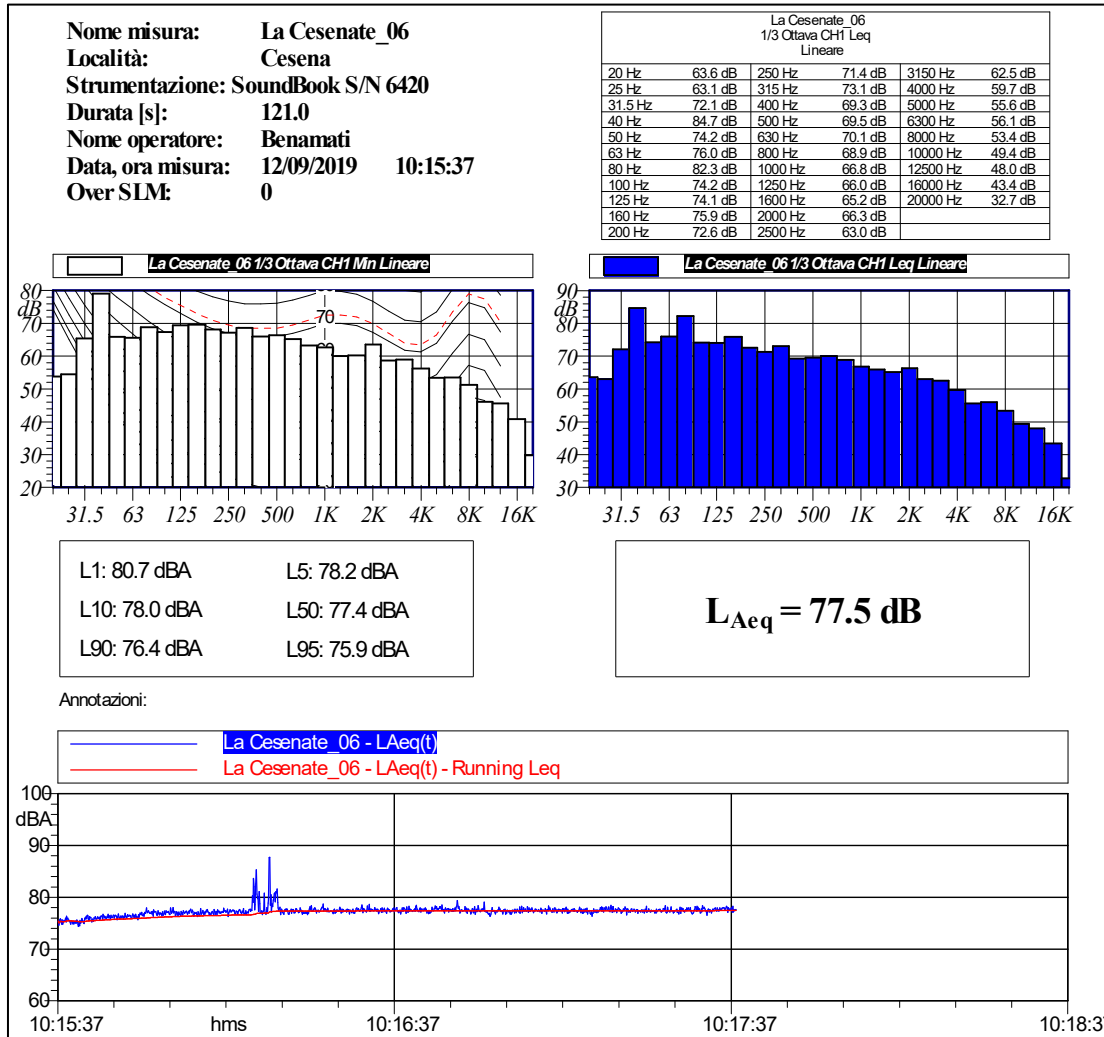 Nome misura: La Cesenate_06
Località: Cesena
Strumentazione: SoundBook S/N 6420
Durata [s]: 121.0
Nome operatore: Benamati
Data, ora misura: 12/09/2019 10:15:37
Over SLM: 0
La Cesenate_06
1/3 Ottava CH1 Leq
Lineare
20 Hz 63.6 dB 250 Hz 71.4 dB 3150 Hz 62.5 dB
25 Hz 63.1 dB 315 Hz 73.1 dB 4000 Hz 59.7 dB
31.5 Hz 72.1 dB 400 Hz 69.3 dB 5000 Hz 55.6 dB
40 Hz 84.7 dB 500 Hz 69.5 dB 6300 Hz 56.1 dB
50 Hz 74.2 dB 630 Hz 70.1 dB 8000 Hz 53.4 dB
63 Hz 76.0 dB 800 Hz 68.9 dB 10000 Hz 49.4 dB
80 Hz 82.3 dB 1000 Hz 66.8 dB 12500 Hz 48.0 dB
100 Hz 74.2 dB 1250 Hz 66.0 dB 16000 Hz 43.4 dB
125 Hz 74.1 dB 1600 Hz 65.2 dB 20000 Hz 32.7 dB
160 Hz 75.9 dB 2000 Hz 66.3 dB
200 Hz 72.6 dB 2500 Hz 63.0 dB
La Cesenate_06 1/3 Ottava CH1 Min Lineare
80
dB
70
60
50
40
30
20
70
31.5 63 125 250 500 1K 2K 4K 8K 16K
La Cesenate_06 1/3 Ottava CH1 Leq Lineare
90
dB
80
70
60
50
40
30
31.5 63 125 250 500 1K 2K 4K 8K 16K
L1: 80.7 dBA L5: 78.2 dBA
L10: 78.0 dBA L50: 77.4 dBA
L90: 76.4 dBA L95: 75.9 dBA
LAeq = 77.5 dB
Annotazioni:
La Cesenate_06 - LAeq(t)
La Cesenate_06 - LAeq(t) - Running Leq
100
dBA
90
80
70
60
10:15:37 hms 10:16:37 10:17:37 10:18:37